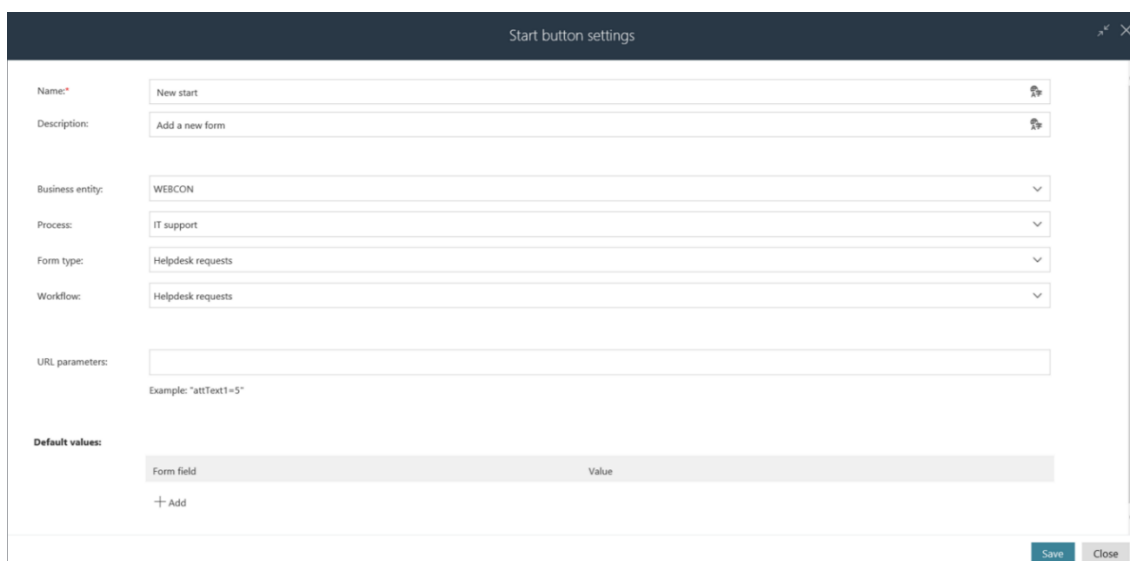 Start button settings
Name:* New start
Description: Add a new form
Business entity: WEBCON
Process: IT support
Form type: Helpdesk requests
Workflow: Helpdesk requests
URL parameters:
Example: "attText1=5"
Default values:
Form field Value
+ Add
Save Close